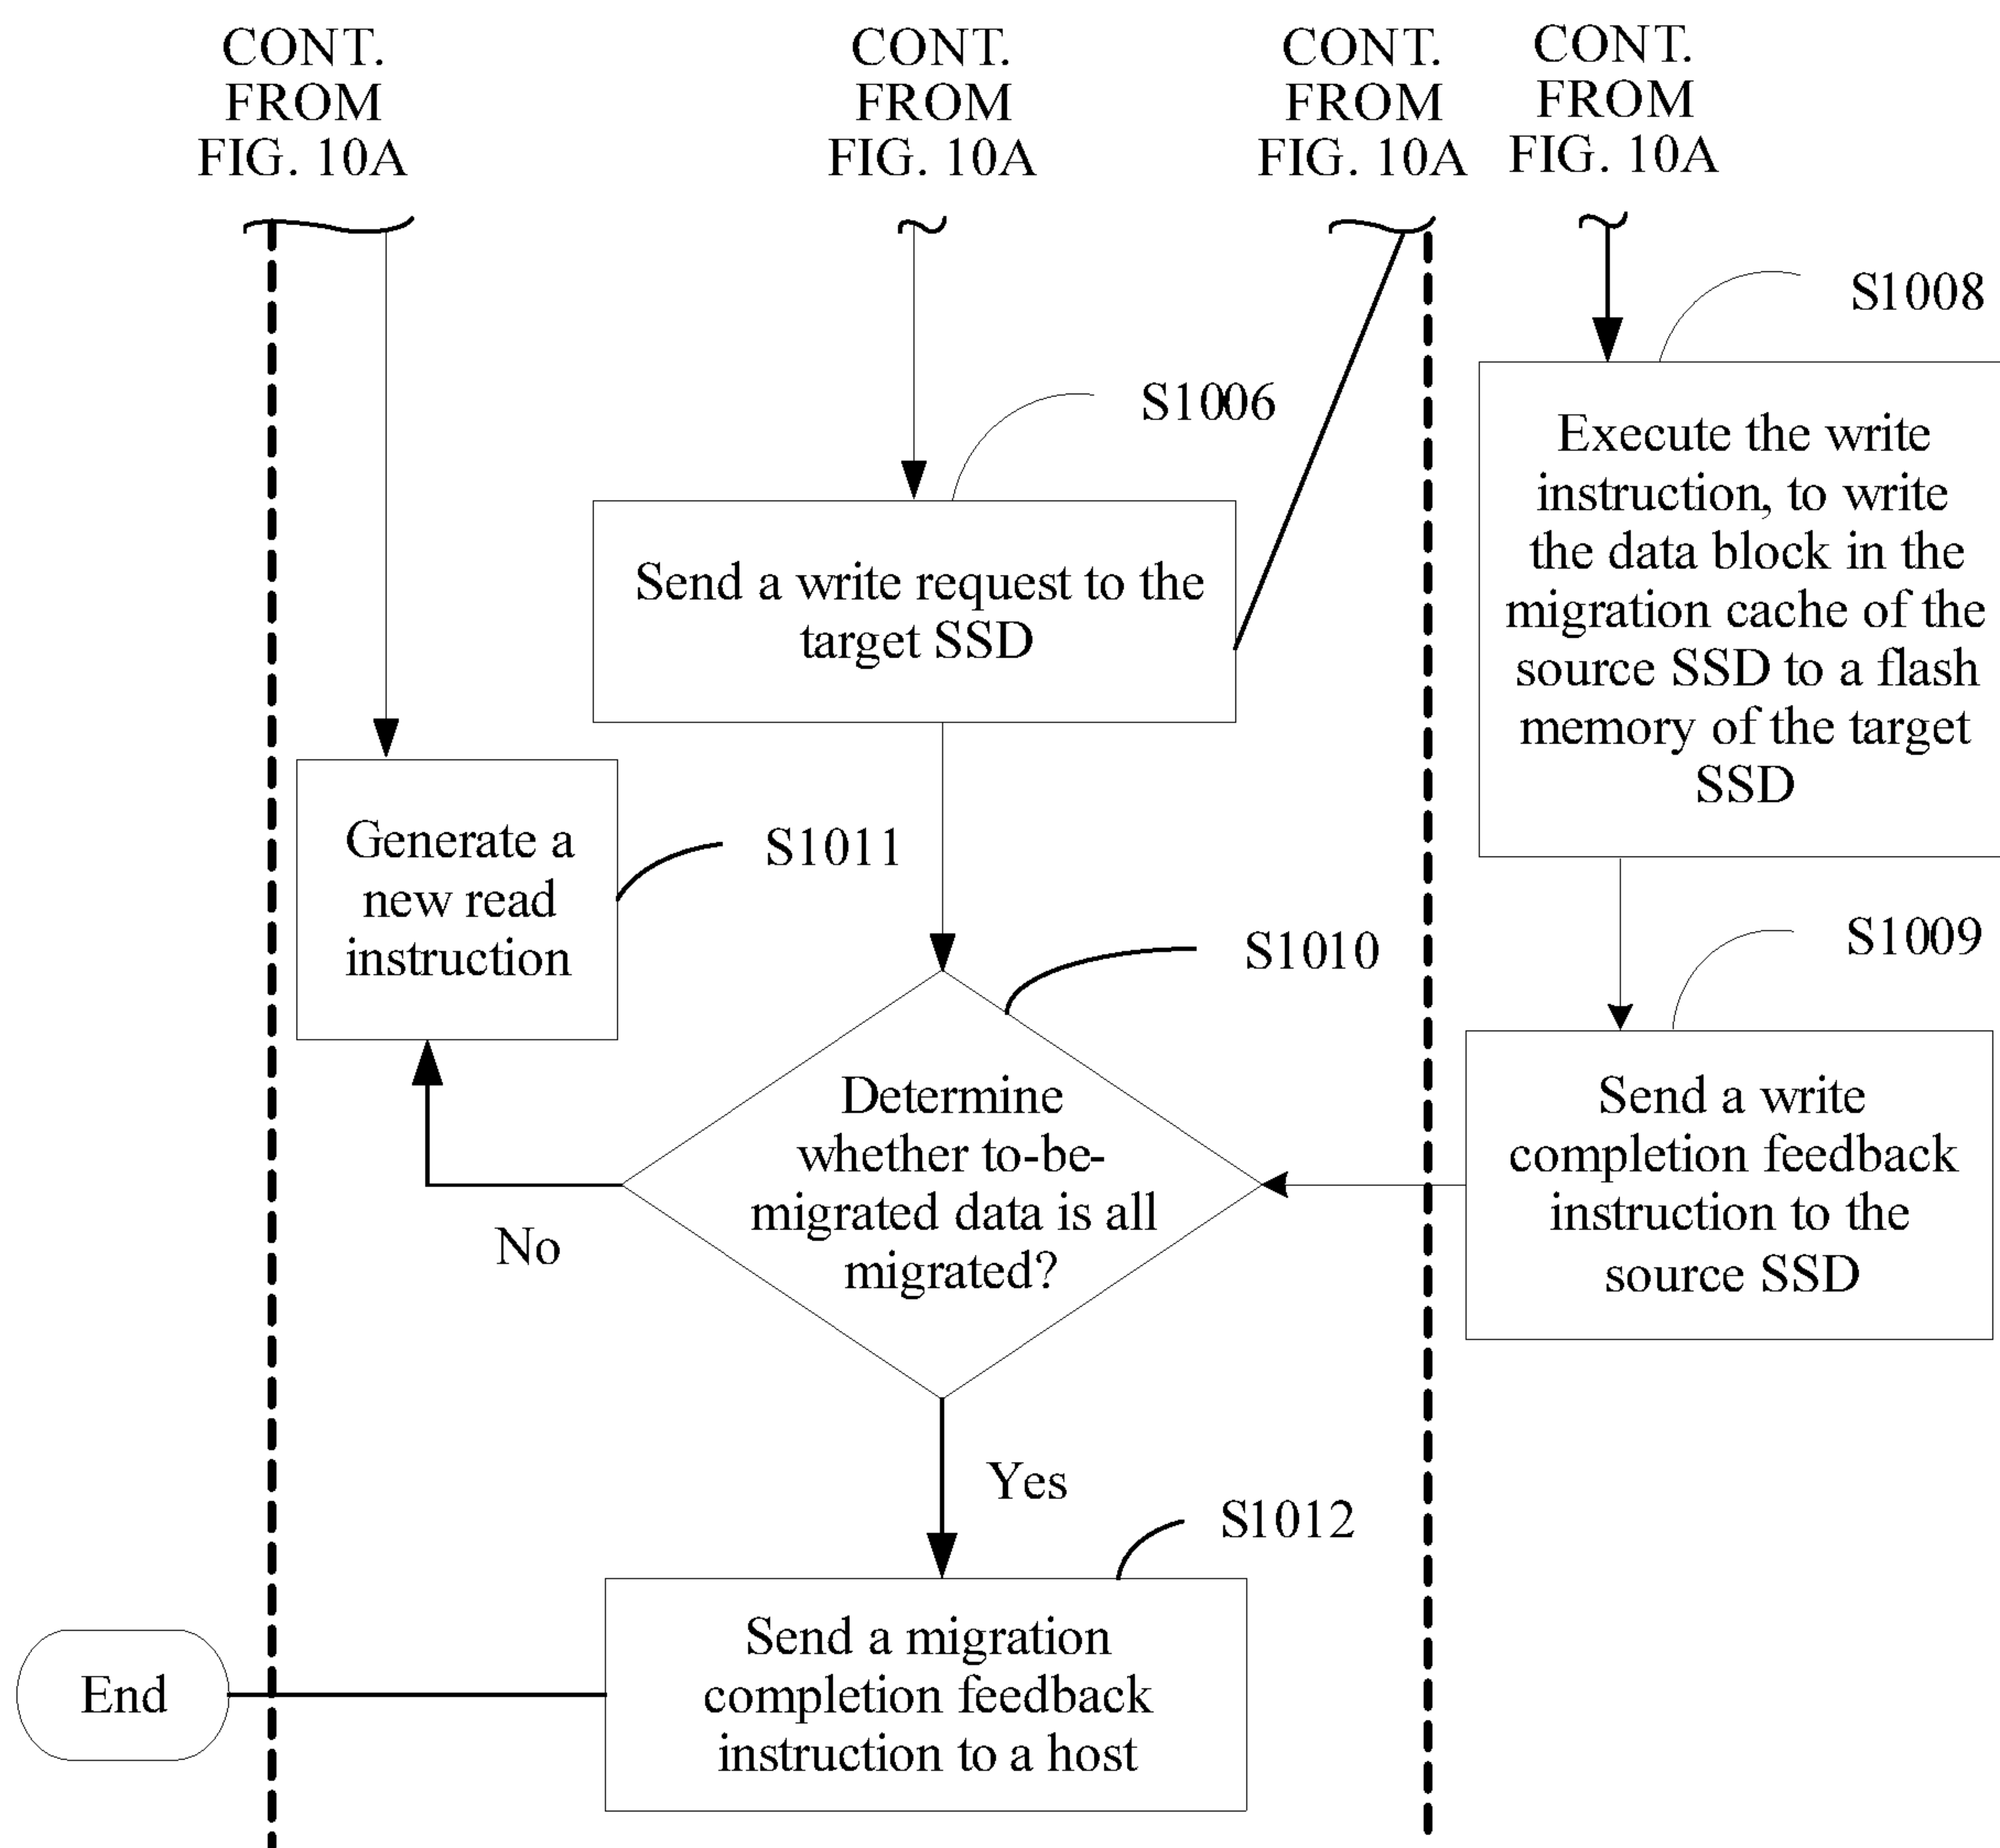 CONT.
FROM
FIG. 10A
CONT.
FROM
FIG. 10A
CONT.
FROM
FIG. 10A
CONT.
FROM
FIG. 10A
S1008
Execute the write
instruction, to write
the data block in the
migration cache of the
source SSD to a flash
memory of the target
SSD
S1006
Send a write request to the
target SSD
S1011
Generate a
new read
instruction
S1010
Determine
whether to-be-
migrated data is all
migrated?
S1009
Send a write
completion feedback
instruction to the
source SSD
No
Yes
S1012
Send a migration
completion feedback
instruction to a host
End